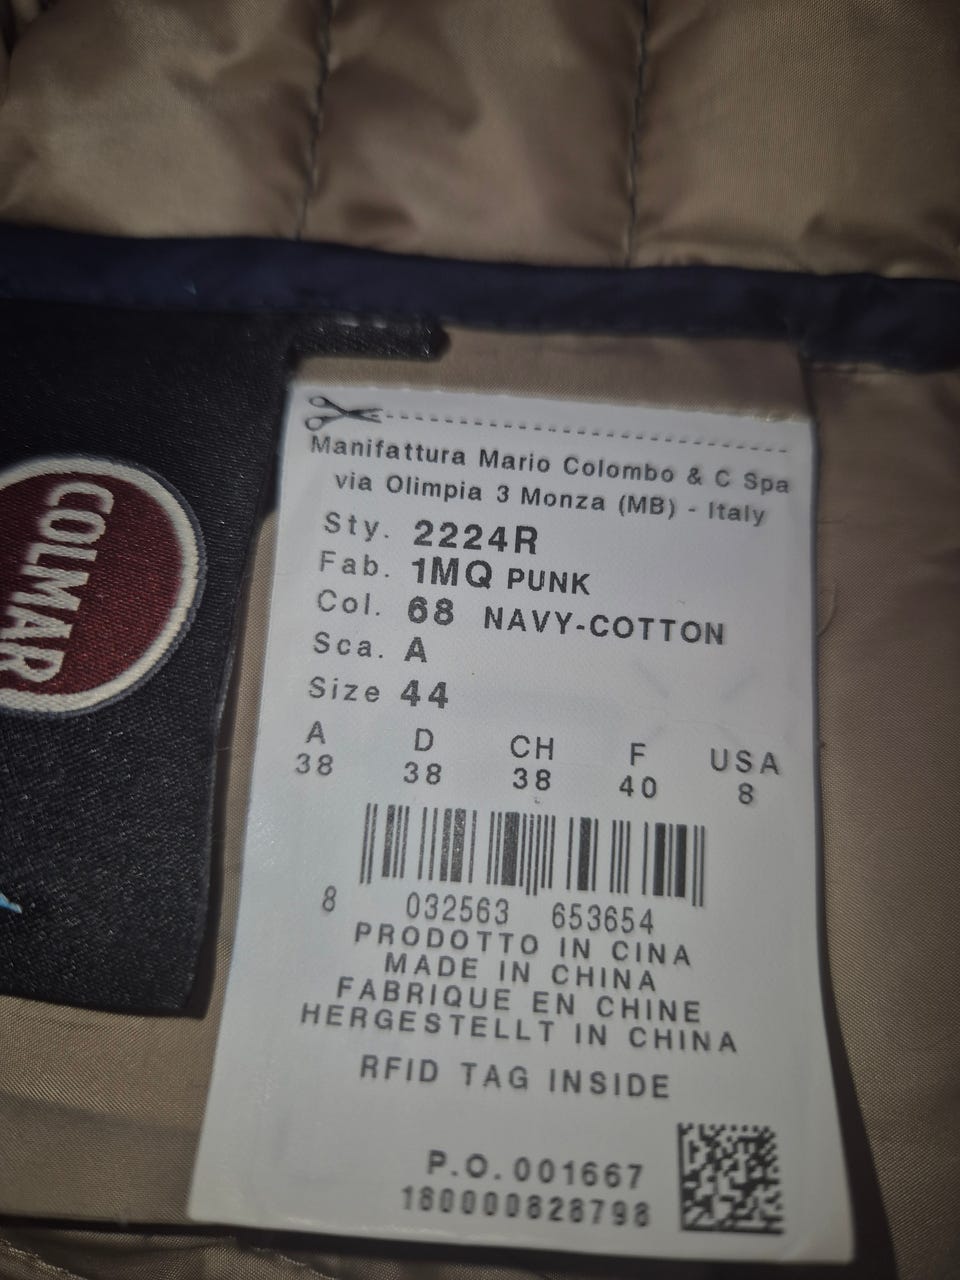 COLMAR
Manifattura Mario Colombo & C Spa
via Olimpia 3 Monza (MB) - Italy
Sty. 2224R
Fab. 1MQ PUNK
Col. 68 NAVY-COTTON
Sca. A
Size 44
A D CH F USA
38 38 38 40 8
8 032563 653654
PRODOTTO IN CINA
MADE IN CHINA
FABRIQUE EN CHINE
HERGESTELLT IN CHINA
RFID TAG INSIDE
P.O. 001667
180000828798